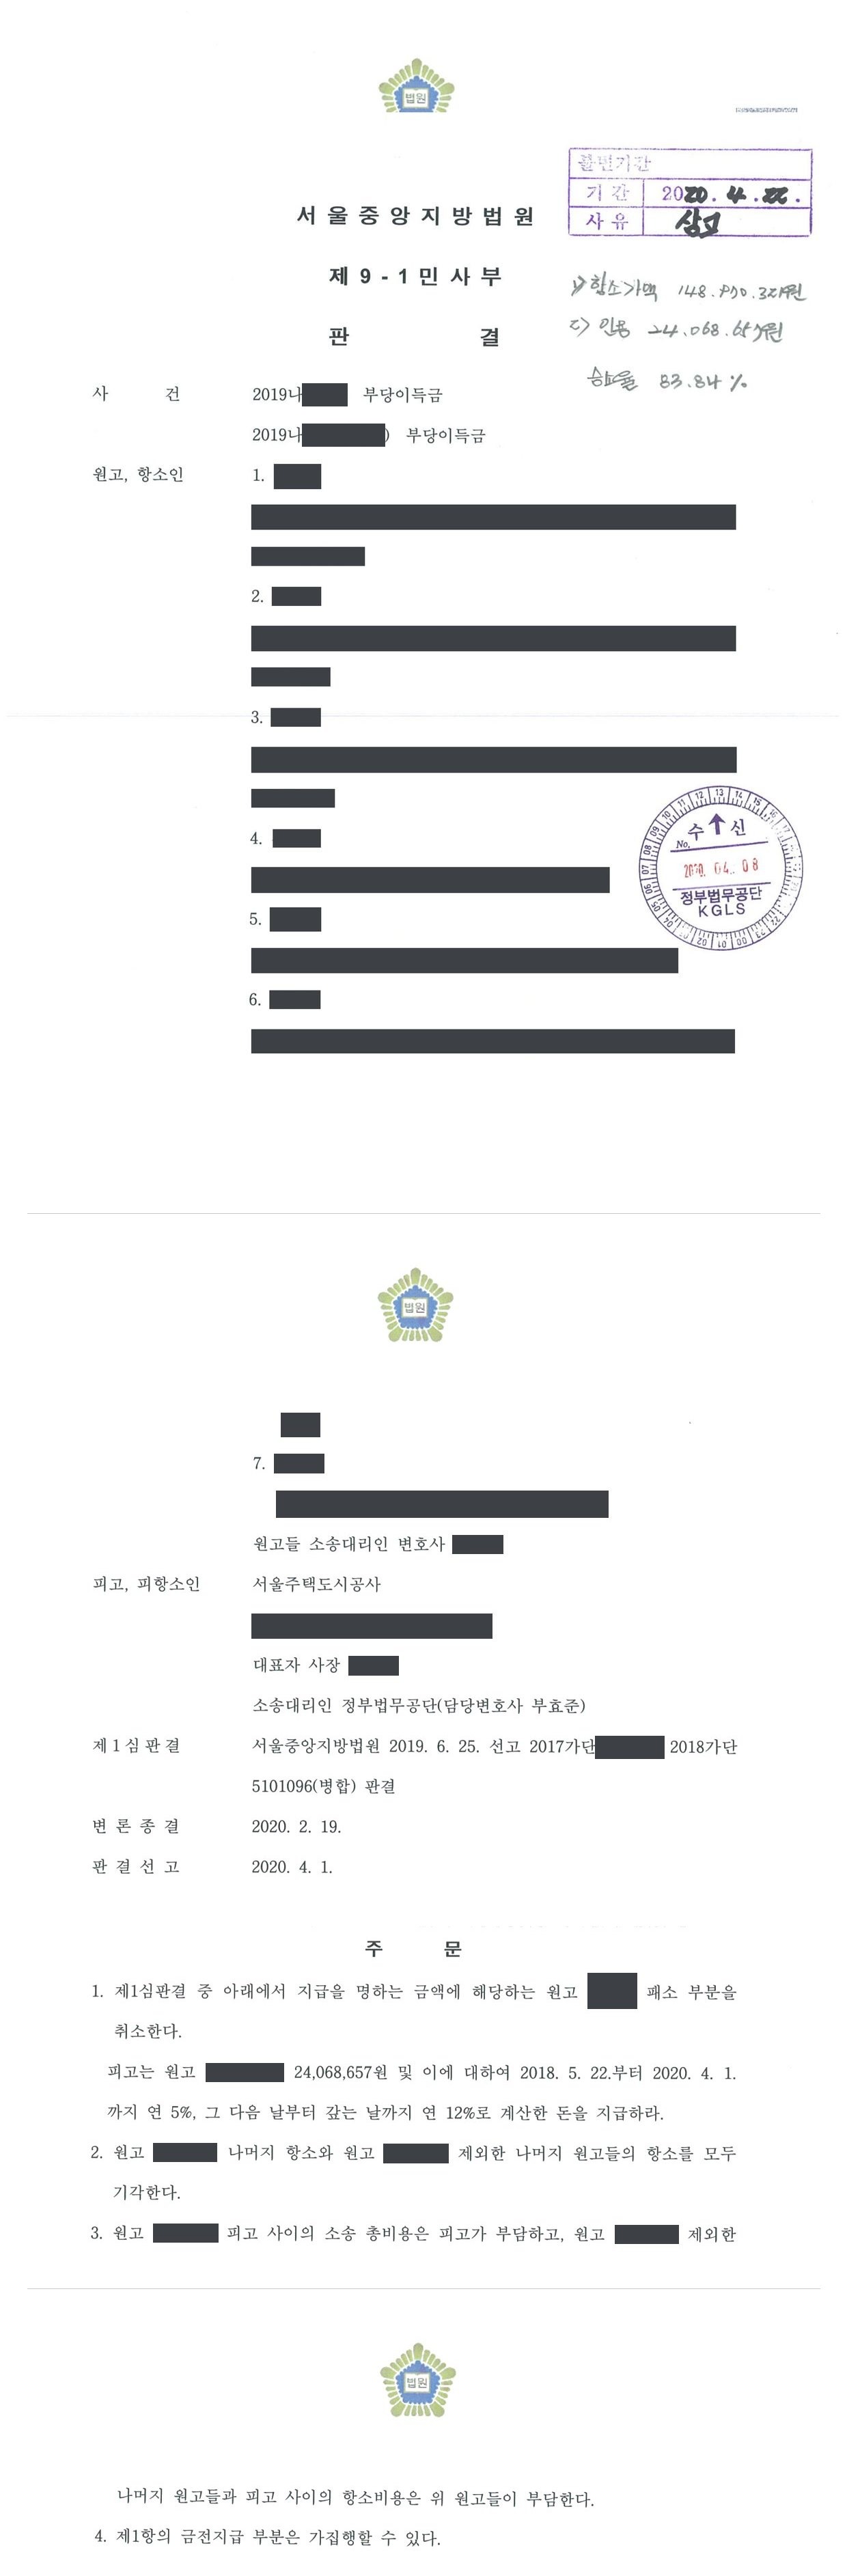 법원
불변기간
기간 2020. 4. 22.
사유 상고
서울중앙지방법원
제9-1민사부
판 결
1) 항소가액
2) 인용 24.068.657원
승소율 83.84 %
사 건 2019나 부당이득금
2019나 ) 부당이득금
원고, 항소인 1.
2.
3.
4.
수 신
No.
2020. 04. 08
정부법무공단
KGLS
5.
6.
법원
7.
원고들 소송대리인 변호사
피고, 피항소인 서울주택도시공사
대표자 사장
소송대리인 정부법무공단(담당변호사 부효준)
제1심판결 서울중앙지방법원 2019. 6. 25. 선고 2017가단 2018가단
5101096(병합) 판결
변론종결 2020. 2. 19.
판결선고 2020. 4. 1.
주 문
1. 제1심판결 중 아래에서 지급을 명하는 금액에 해당하는 원고 패소 부분을
취소한다.
피고는 원고 24,068,657원 및 이에 대하여 2018. 5. 22.부터 2020. 4. 1.
까지 연 5%, 그 다음 날부터 갚는 날까지 연 12%로 계산한 돈을 지급하라.
2. 원고 나머지 항소와 원고 제외한 나머지 원고들의 항소를 모두
기각한다.
3. 원고 피고 사이의 소송 총비용은 피고가 부담하고, 원고 제외한
법원
나머지 원고들과 피고 사이의 항소비용은 위 원고들이 부담한다.
4. 제1항의 금전지급 부분은 가집행할 수 있다.